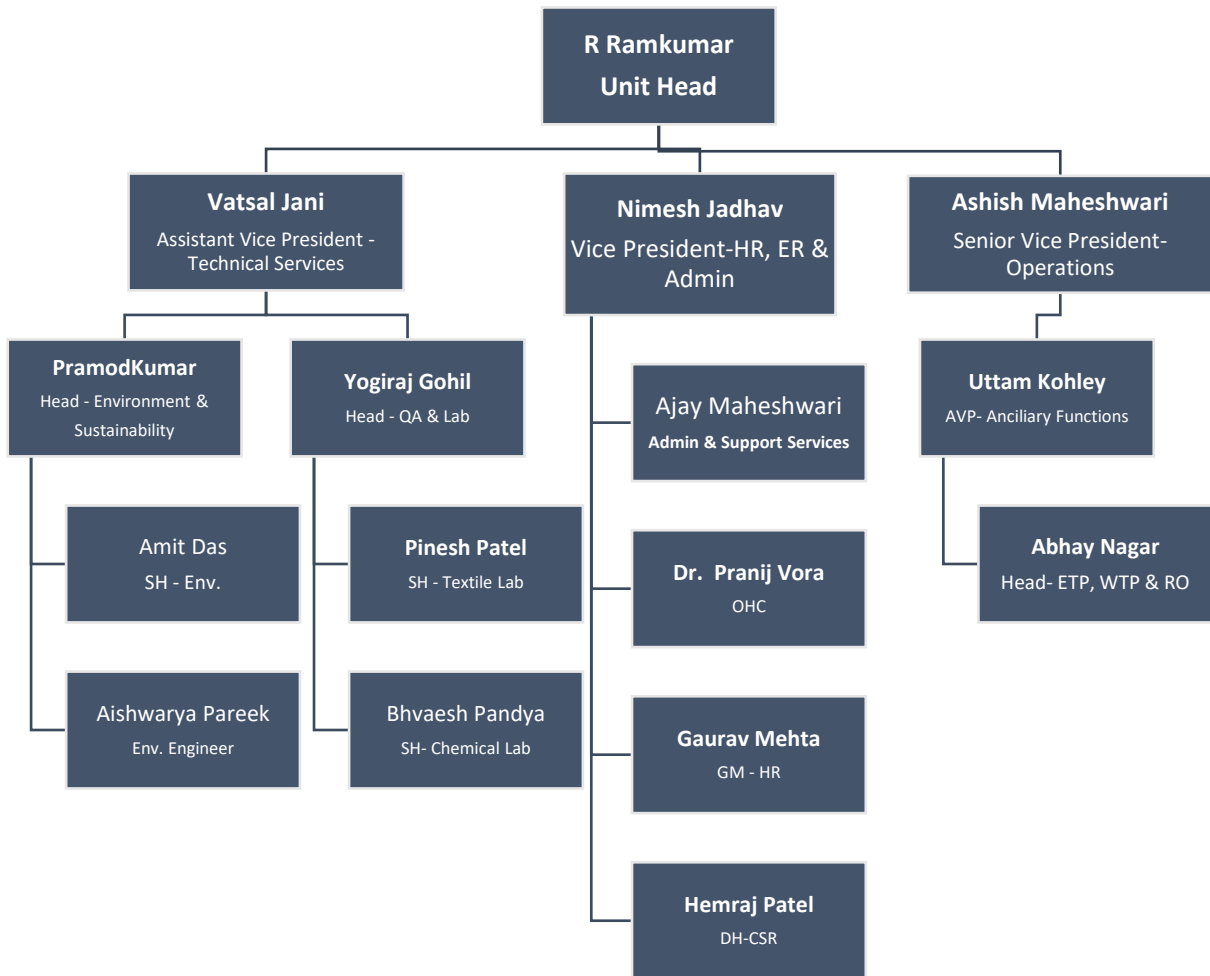 R Ramkumar
Unit Head
Vatsal Jani
Assistant Vice President -
Technical Services
Nimesh Jadhav
Vice President-HR, ER &
Admin
Ashish Maheshwari
Senior Vice President-
Operations
PramodKumar
Head - Environment &
Sustainability
Yogiraj Gohil
Head - QA & Lab
Uttam Kohley
AVP- Anciliary Functions
Ajay Maheshwari
Admin & Support Services
Amit Das
SH - Env.
Pinesh Patel
SH - Textile Lab
Dr.  Pranij Vora
OHC
Abhay Nagar
Head- ETP, WTP & RO
Aishwarya Pareek
Env. Engineer
Bhvaesh Pandya
SH- Chemical Lab
Gaurav Mehta
GM - HR
Hemraj Patel
DH-CSR